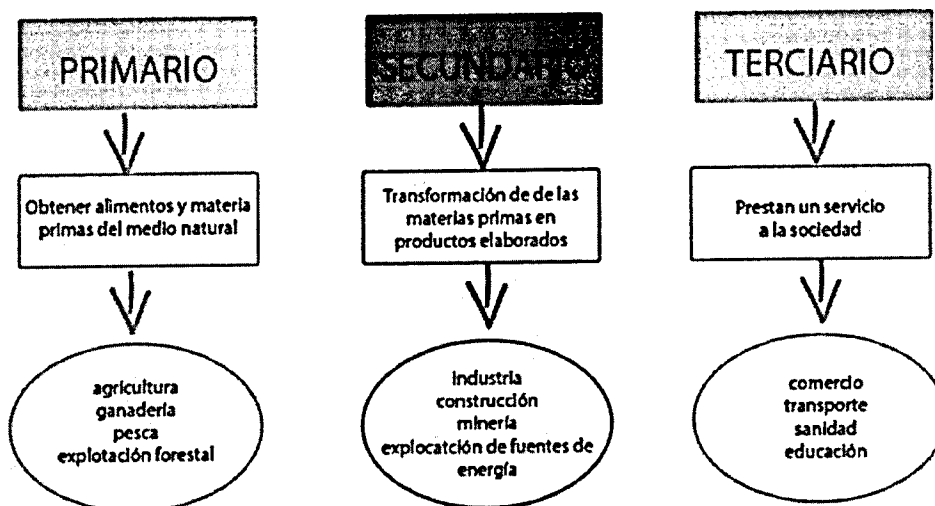 PRIMARIO
Obtener alimentos y materia
primas del medio natural
agricultura
ganadería
pesca
explotación forestal
SECUNDARIO
Transformación de de las
materias primas en
productos elaborados
industria
construcción
minería
explocatción de fuentes de
energía
TERCIARIO
Prestan un servicio
a la sociedad
comercio
transporte
sanidad
educación